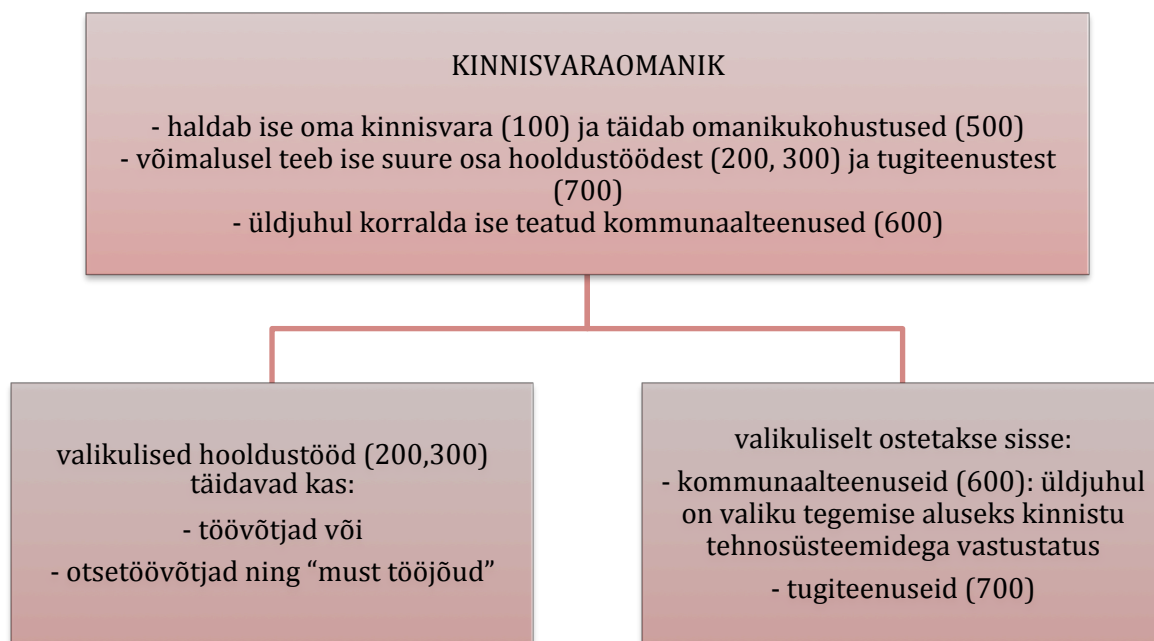 KINNISVARAOMANIK
- haldab ise oma kinnisvara (100) ja täidab omanikukohustused (500)
- võimalusel teeb ise suure osa hooldustöödest (200, 300) ja tugiteenustest
(700)
- üldjuhul korralda ise teatud kommunaalteenused (600)
valikulised hooldustööd (200,300)
täidavad kas:
- töövõtjad või
- otsetöövõtjad ning “must tööjõud”
valikuliselt ostetakse sisse:
- kommunaalteenuseid (600): üldjuhul
on valiku tegemise aluseks kinnistu
tehnosüsteemidega vastustatus
- tugiteenuseid (700)